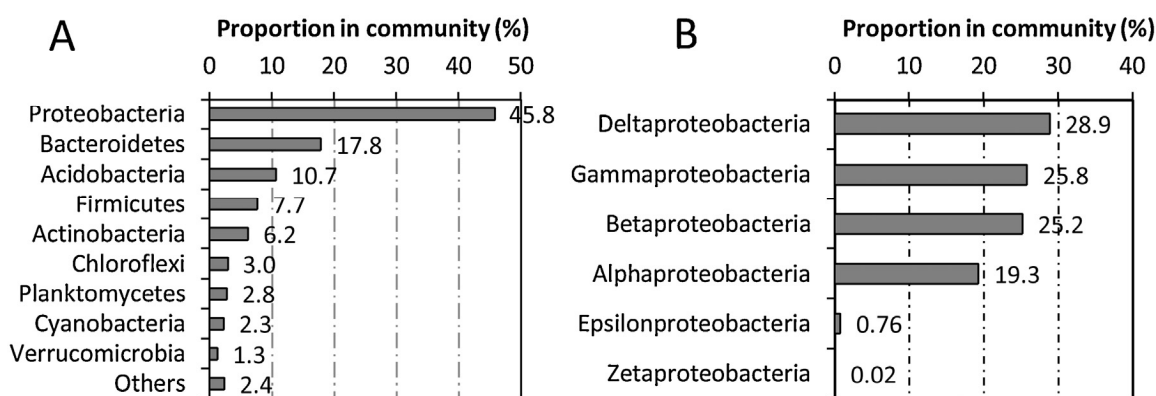 A
Proportion in community (%)
0 10 20 30 40 50
Proteobacteria 45.8
Bacteroidetes 17.8
Acidobacteria 10.7
Firmicutes 7.7
Actinobacteria 6.2
Chloroflexi 3.0
Planktomycetes 2.8
Cyanobacteria 2.3
Verrucomicrobia 1.3
Others 2.4
B
Proportion in community (%)
0 10 20 30 40
Deltaproteobacteria 28.9
Gammaproteobacteria 25.8
Betaproteobacteria 25.2
Alphaproteobacteria 19.3
Epsilonproteobacteria 0.76
Zetaproteobacteria 0.02